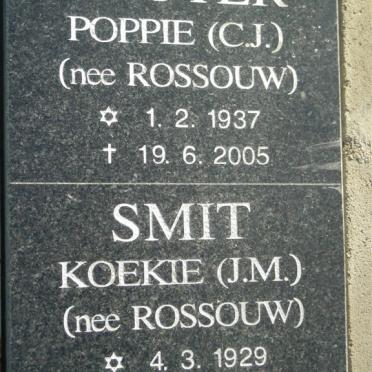 POPPIE (C.J.)
(nee ROSSOUW)
✡ 1. 2. 1937
† 19. 6. 2005
SMIT
KOEKIE (J.M.)
(nee ROSSOUW)
✡ 4. 3. 1929